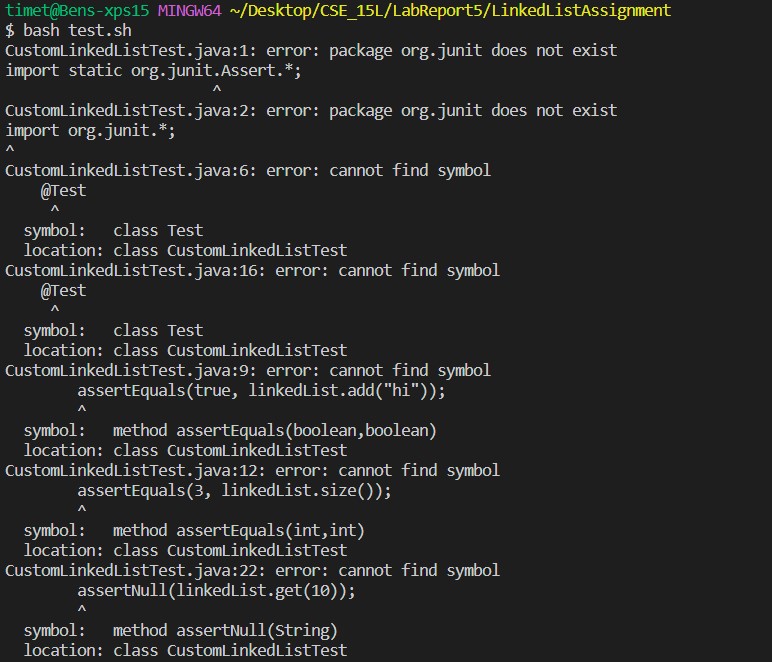 timet@Bens-xps15 MINGW64 ~/Desktop/CSE_15L/LabReport5/LinkedListAssignment
$ bash test.sh
CustomLinkedListTest.java:1: error: package org.junit does not exist
import static org.junit.Assert.*;
                       ^
CustomLinkedListTest.java:2: error: package org.junit does not exist
import org.junit.*;
^
CustomLinkedListTest.java:6: error: cannot find symbol
    @Test
     ^
  symbol:   class Test
  location: class CustomLinkedListTest
CustomLinkedListTest.java:16: error: cannot find symbol
    @Test
     ^
  symbol:   class Test
  location: class CustomLinkedListTest
CustomLinkedListTest.java:9: error: cannot find symbol
        assertEquals(true, linkedList.add("hi"));
        ^
  symbol:   method assertEquals(boolean,boolean)
  location: class CustomLinkedListTest
CustomLinkedListTest.java:12: error: cannot find symbol
        assertEquals(3, linkedList.size());
        ^
  symbol:   method assertEquals(int,int)
  location: class CustomLinkedListTest
CustomLinkedListTest.java:22: error: cannot find symbol
        assertNull(linkedList.get(10));
        ^
  symbol:   method assertNull(String)
  location: class CustomLinkedListTest